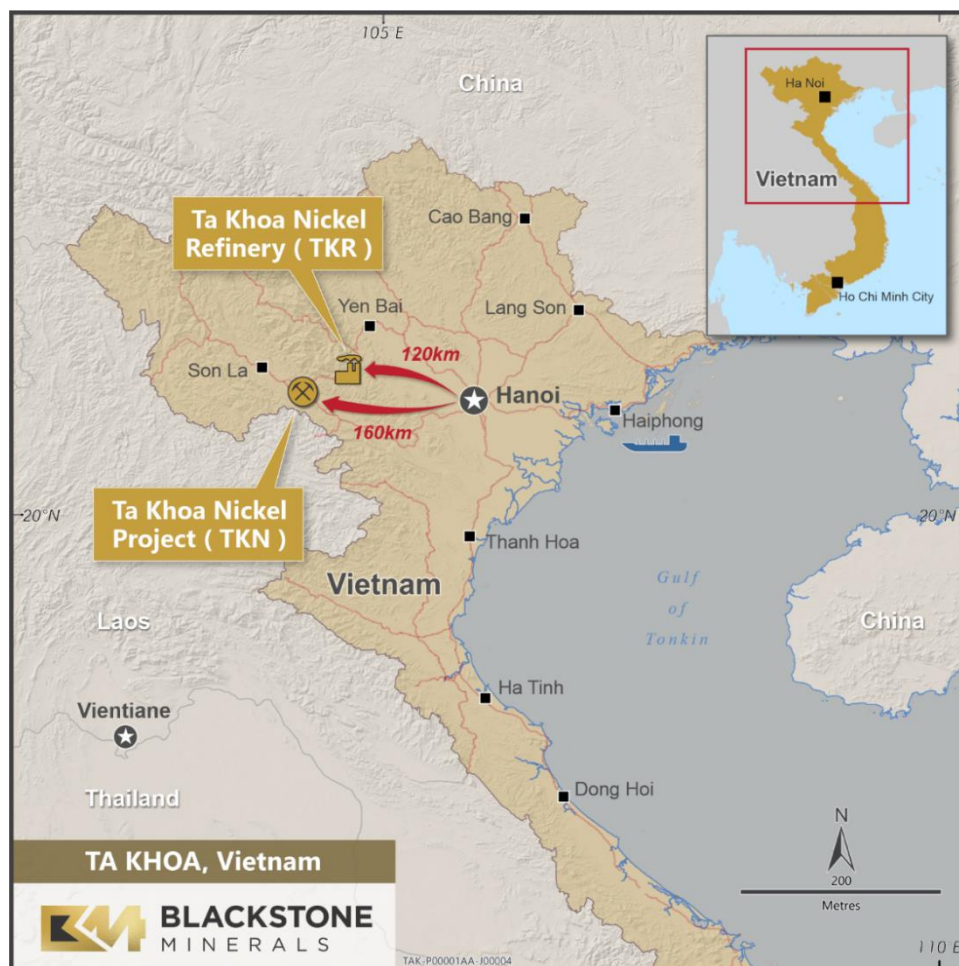 105 E
China
Ha Noi
Vietnam
Ho Chi Minh City
Ta Khoa Nickel
Refinery ( TKR )
Cao Bang
Yen Bai
Lang Son
120km
Son La
Hanoi
160km
Haiphong
20°N
20°N
Ta Khoa Nickel
Project ( TKN )
Thanh Hoa
Vietnam
Gulf
of
Tonkin
Laos
China
Ha Tinh
Vientiane
Thailand
Dong Hoi
N
200
Metres
TA KHOA, Vietnam
BM BLACKSTONE
MINERALS
TAK-P00001AA-J00004
110 E